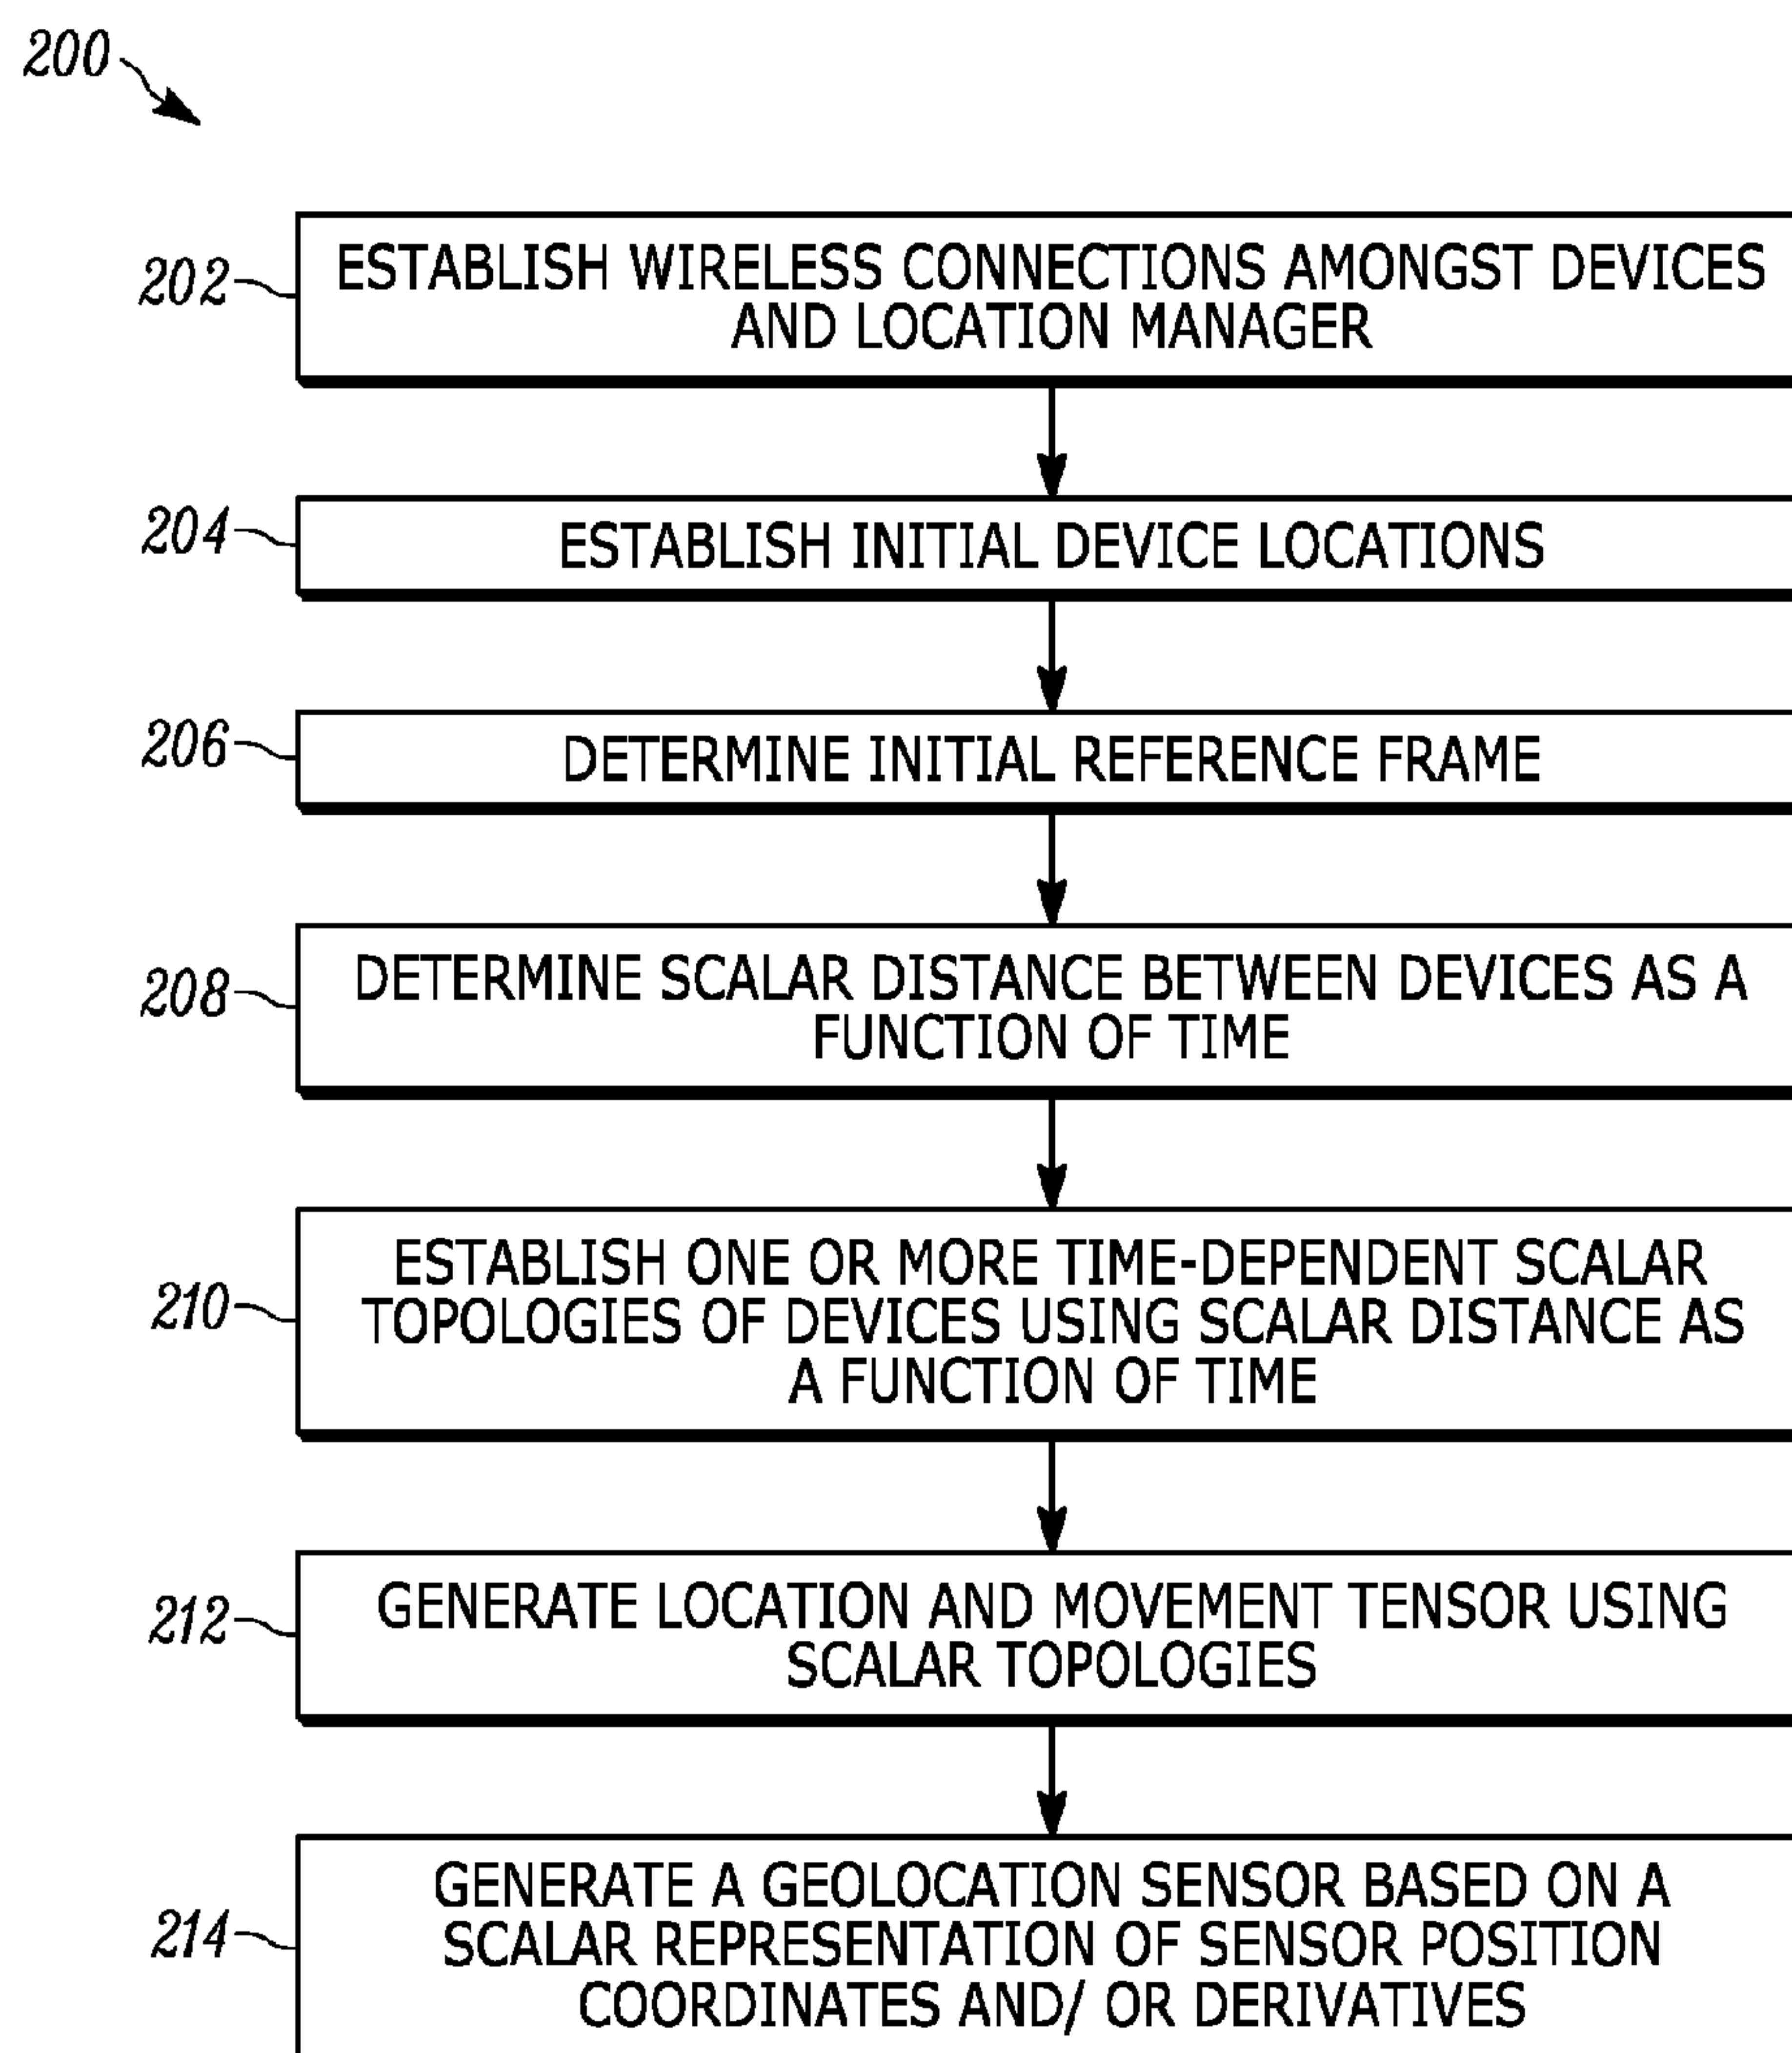 200
202
ESTABLISH WIRELESS CONNECTIONS AMONGST DEVICES
AND LOCATION MANAGER
204
ESTABLISH INITIAL DEVICE LOCATIONS
206
DETERMINE INITIAL REFERENCE FRAME
208
DETERMINE SCALAR DISTANCE BETWEEN DEVICES AS A
FUNCTION OF TIME
210
ESTABLISH ONE OR MORE TIME-DEPENDENT SCALAR
TOPOLOGIES OF DEVICES USING SCALAR DISTANCE AS
A FUNCTION OF TIME
212
GENERATE LOCATION AND MOVEMENT TENSOR USING
SCALAR TOPOLOGIES
214
GENERATE A GEOLOCATION SENSOR BASED ON A
SCALAR REPRESENTATION OF SENSOR POSITION
COORDINATES AND/ OR DERIVATIVES